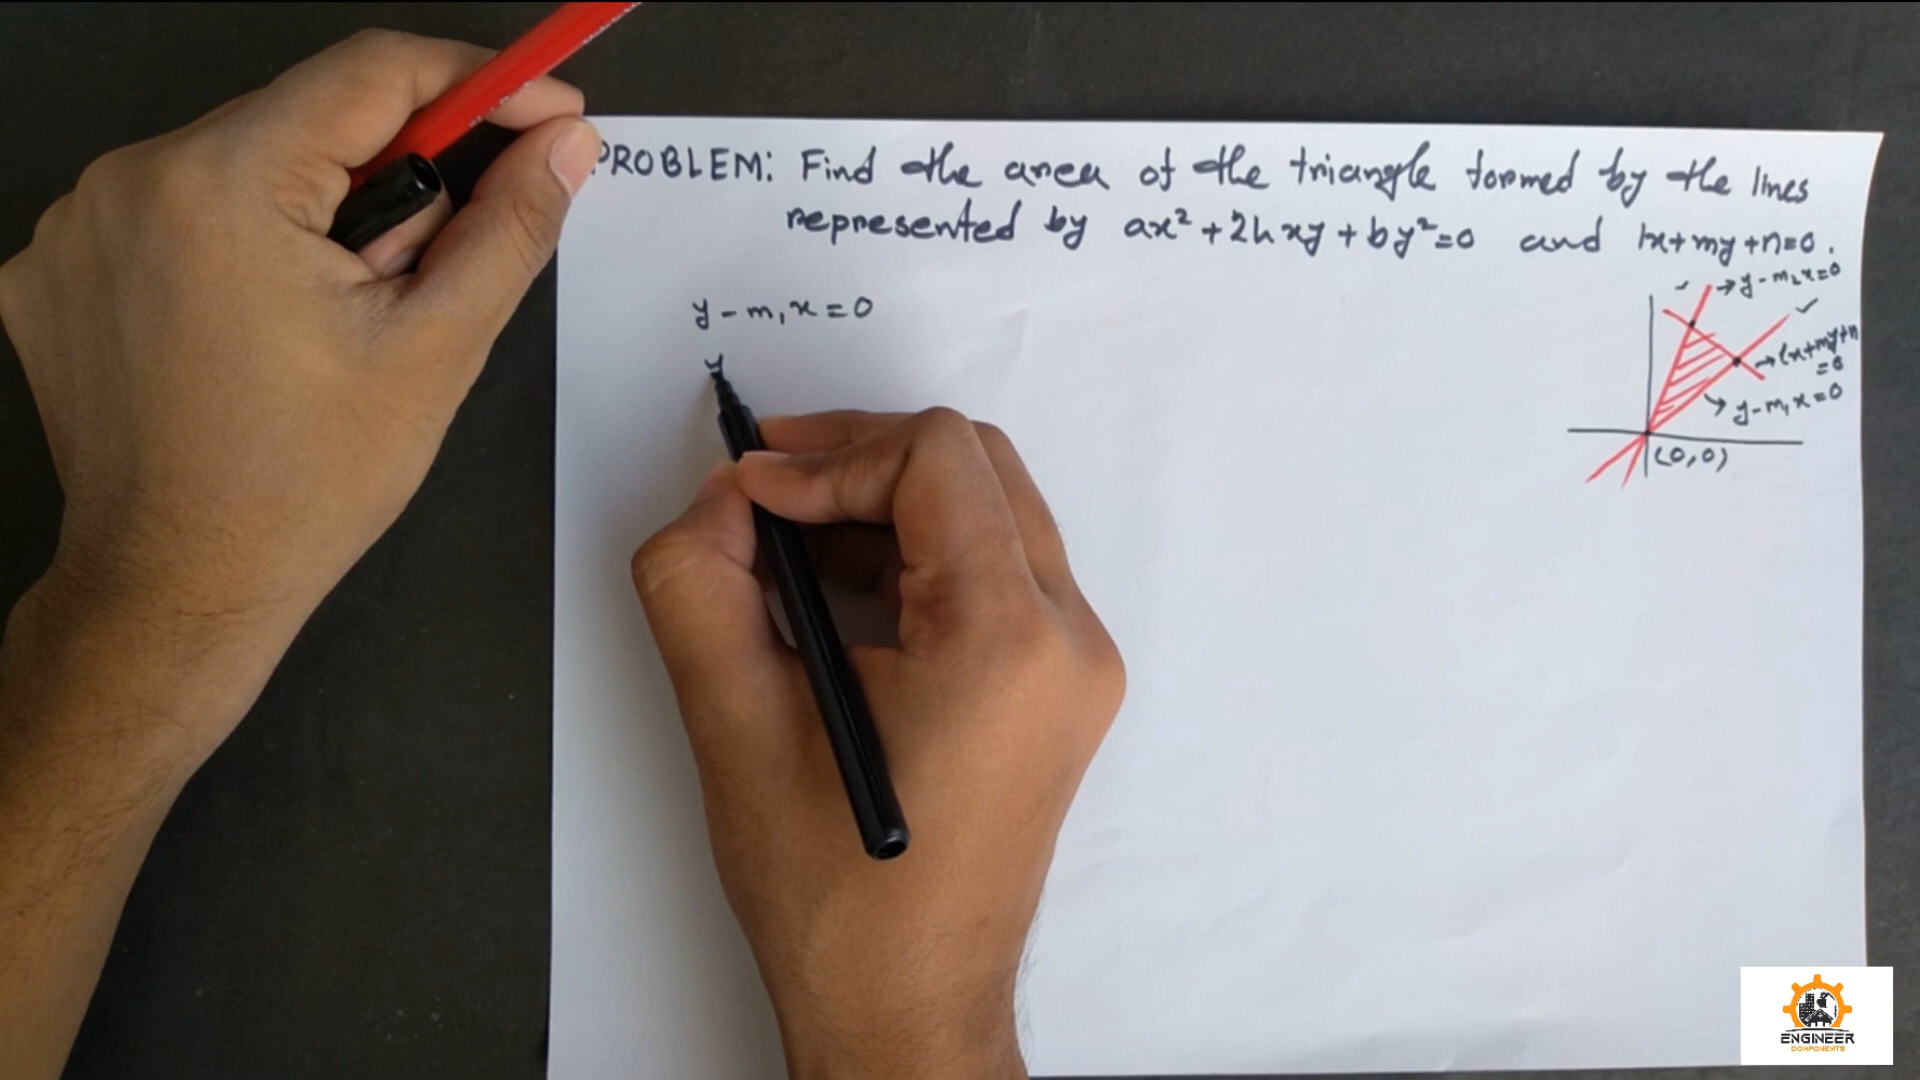 PROBLEM: Find the area of the triangle formed by the lines
represented by ax² + 2hxy + by² = 0 and lx + my + n = 0.
y - m₁x = 0
y
→ y - m₂x = 0
→ lx + my + n
= 0
→ y - m₁x = 0
(0,0)
ENGINEER
COMPONENTS